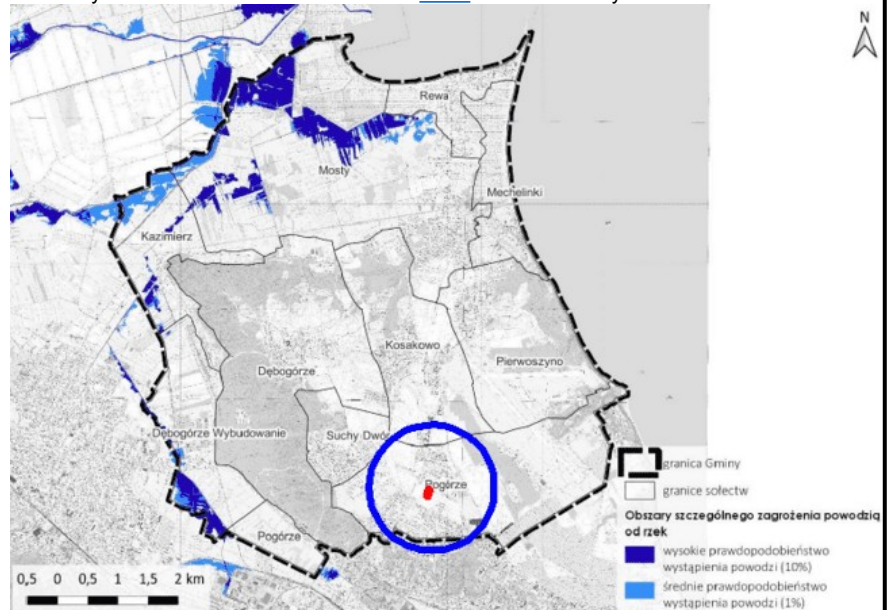 N
Rewa
Mosty
Mechelinki
Kazimierz
Kosakowo
Pierwoszyno
Dębogórze
Dębogórze Wybudowanie
Suchy Dwór
Pogórze
Pogórze
granica Gminy
granice sołectw
Obszary szczególnego zagrożenia powodzią
od rzek
wysokie prawdopodobieństwo
wystąpienia powodzi (10%)
średnie prawdopodobieństwo
wystąpienia powodzi (1%)
0,5 0 0,5 1 1,5 2 km